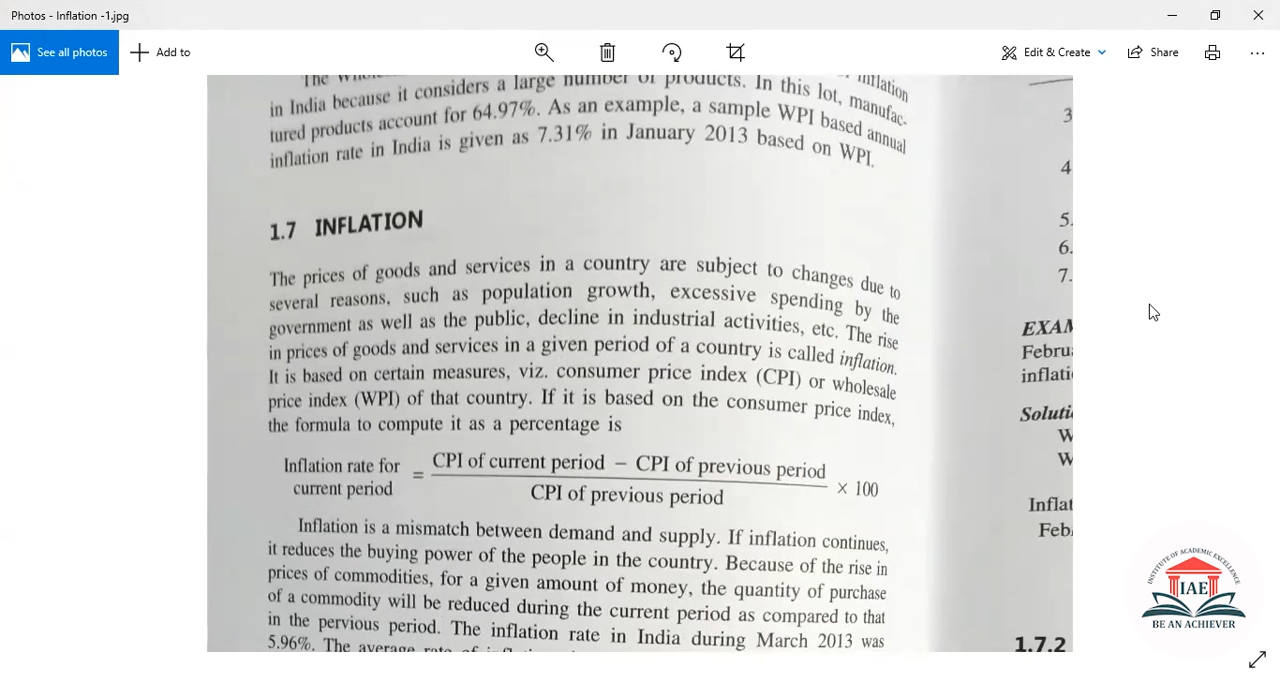 Photos - Inflation -1.jpg
See all photos
Add to
Edit & Create
Share
The
inflation
in India because it considers a large number of products. In this lot, manufac-
tured products account for 64.97%. As an example, a sample WPI based annual
inflation rate in India is given as 7.31% in January 2013 based on WPI.
1.7 INFLATION
The prices of goods and services in a country are subject to changes due to
several reasons, such as population growth, excessive spending by the
government as well as the public, decline in industrial activities, etc. The rise
in prices of goods and services in a given period of a country is called inflation.
It is based on certain measures, viz. consumer price index (CPI) or wholesale
price index (WPI) of that country. If it is based on the consumer price index,
the formula to compute it as a percentage is
Inflation rate for
current period
=
CPI of current period − CPI of previous period
CPI of previous period
× 100
Inflation is a mismatch between demand and supply. If inflation continues,
it reduces the buying power of the people in the country. Because of the rise in
prices of commodities, for a given amount of money, the quantity of purchase
of a commodity will be reduced during the current period as compared to that
in the pervious period. The inflation rate in India during March 2013 was
5.96%. The average rate of
3
4
5.
6.
7.
EXAM
Februa
inflati
Soluti
W
W
Inflat
Feb
1.7.2
INSTITUTE OF ACADEMIC EXCELLENCE
IAE
BE AN ACHIEVER